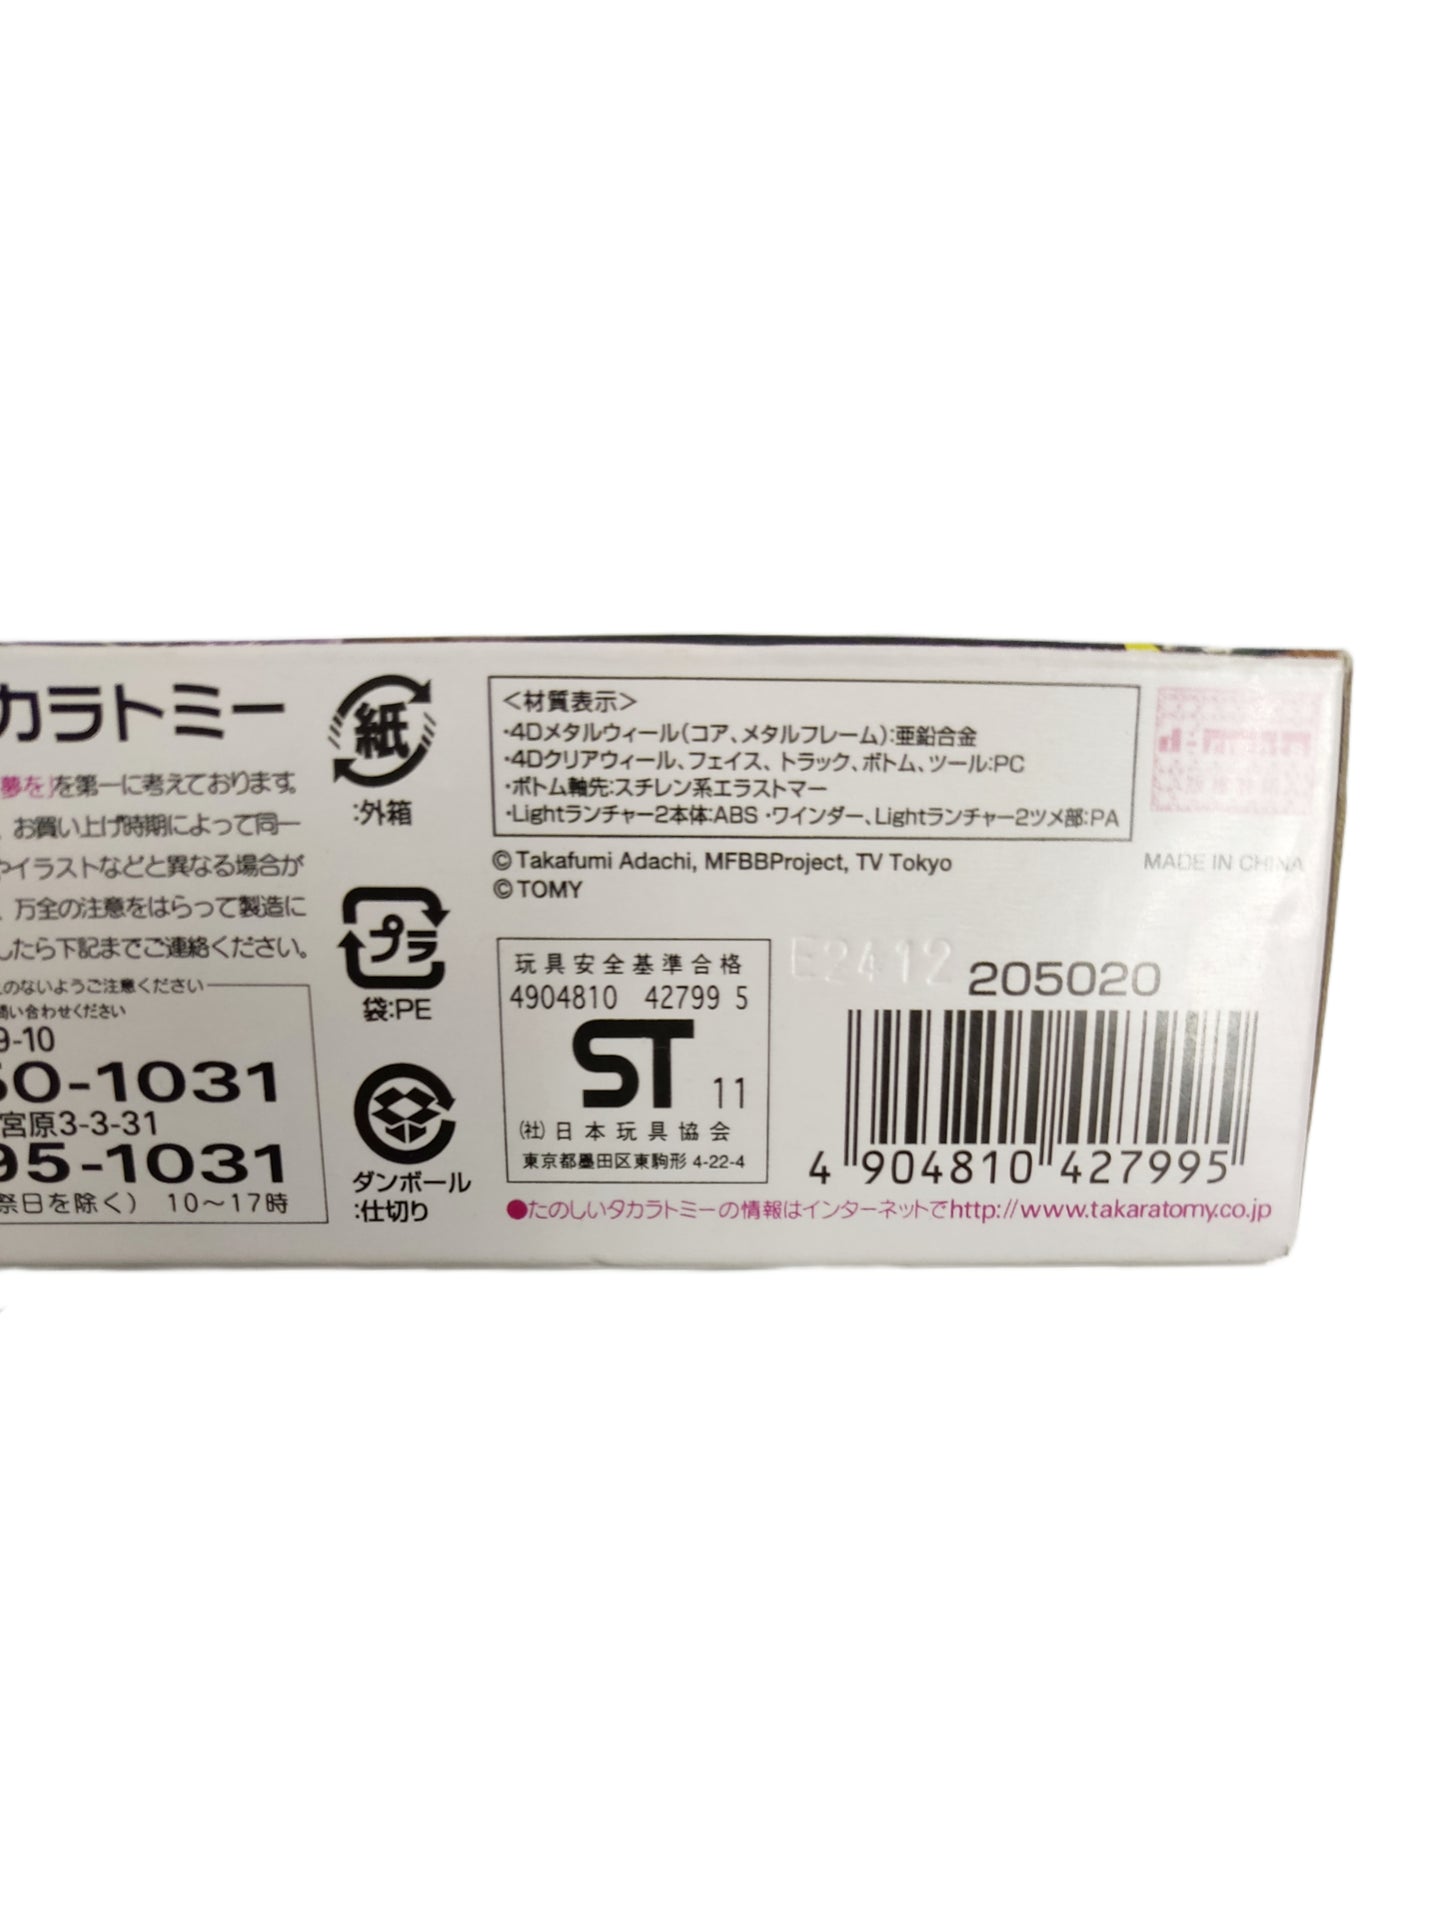 カラトミー
夢を」を第一に考えております。
、お買い上げ時期によって同一
やイラストなどと異なる場合が
、万全の注意をはらって製造に
したら下記までご連絡ください。
のないようご注意ください
問い合わせください
9-10
50-1031
宮原3-3-31
95-1031
祭日を除く） 10～17時
紙
:外箱
プラ
袋:PE
ダンボール
:仕切り
＜材質表示＞
・4Dメタルウィール（コア、メタルフレーム）:亜鉛合金
・4Dクリアウィール、フェイス、トラック、ボトム、ツール:PC
・ボトム軸先:スチレン系エラストマー
・Lightランチャー2本体:ABS ・ワインダー、Lightランチャー2ツメ部:PA
© Takafumi Adachi, MFBBProject, TV Tokyo
© TOMY
MADE IN CHINA
玩具安全基準合格
4904810 42799 5
ST 11
(社)日本玩具協会
東京都墨田区東駒形 4-22-4
E2412
205020
4 904810 427995
●たのしいタカラトミーの情報はインターネットでhttp://www.takaratomy.co.jp